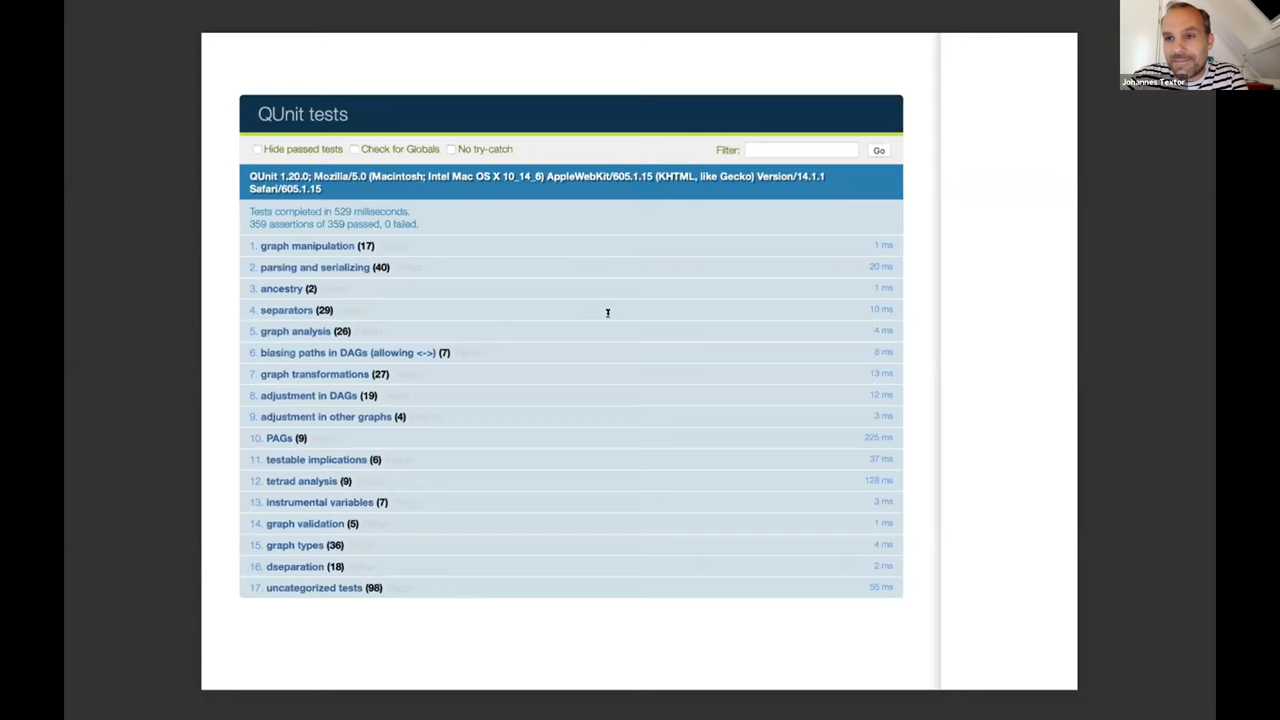 Johannes Textor
QUnit tests
Hide passed tests Check for Globals No try-catch Filter: Go
QUnit 1.20.0; Mozilla/5.0 (Macintosh; Intel Mac OS X 10_14_6) AppleWebKit/605.1.15 (KHTML, like Gecko) Version/14.1.1
Safari/605.1.15
Tests completed in 529 milliseconds.
359 assertions of 359 passed, 0 failed.
1. graph manipulation (17) 1 ms
2. parsing and serializing (40) 20 ms
3. ancestry (2) 1 ms
4. separators (29) 10 ms
5. graph analysis (26) 4 ms
6. biasing paths in DAGs (allowing <->) (7) 8 ms
7. graph transformations (27) 13 ms
8. adjustment in DAGs (19) 12 ms
9. adjustment in other graphs (4) 3 ms
10. PAGs (9) 225 ms
11. testable implications (6) 37 ms
12. tetrad analysis (9) 128 ms
13. instrumental variables (7) 3 ms
14. graph validation (5) 1 ms
15. graph types (36) 4 ms
16. dseparation (18) 2 ms
17. uncategorized tests (98) 55 ms